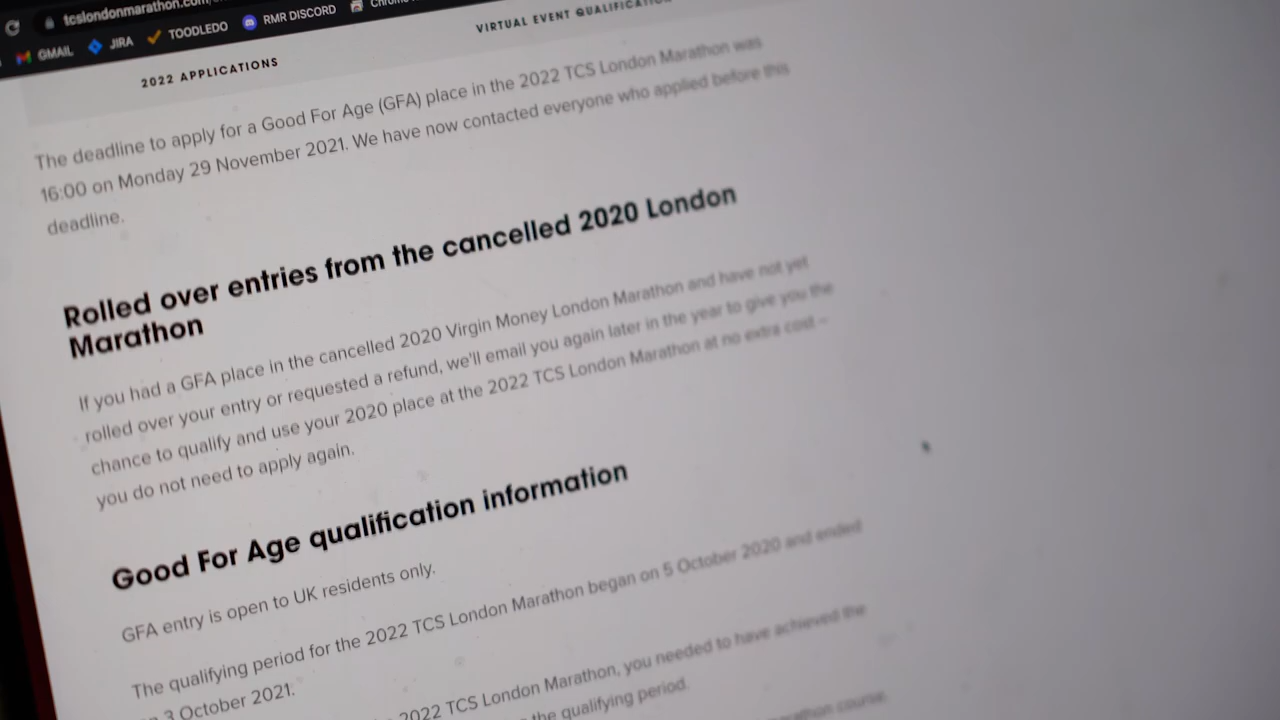 tcslondonmarathon.com
GMAIL JIRA TOODLEDO RMR DISCORD
2022 APPLICATIONS
VIRTUAL EVENT
The deadline to apply for a Good For Age (GFA) place in the 2022 TCS London Marathon was
16:00 on Monday 29 November 2021. We have now contacted everyone who applied before this
deadline.
Rolled over entries from the cancelled 2020 London
Marathon
If you had a GFA place in the cancelled 2020 Virgin Money London Marathon and have not yet
rolled over your entry or requested a refund, we'll email you again later in the year to give you the
chance to qualify and use your 2020 place at the 2022 TCS London Marathon at no extra cost –
you do not need to apply again.
Good For Age qualification information
GFA entry is open to UK residents only.
The qualifying period for the 2022 TCS London Marathon began on 5 October 2020 and ended
3 October 2021.
2022 TCS London Marathon, you needed to have achieved the
the qualifying period.
marathon course.